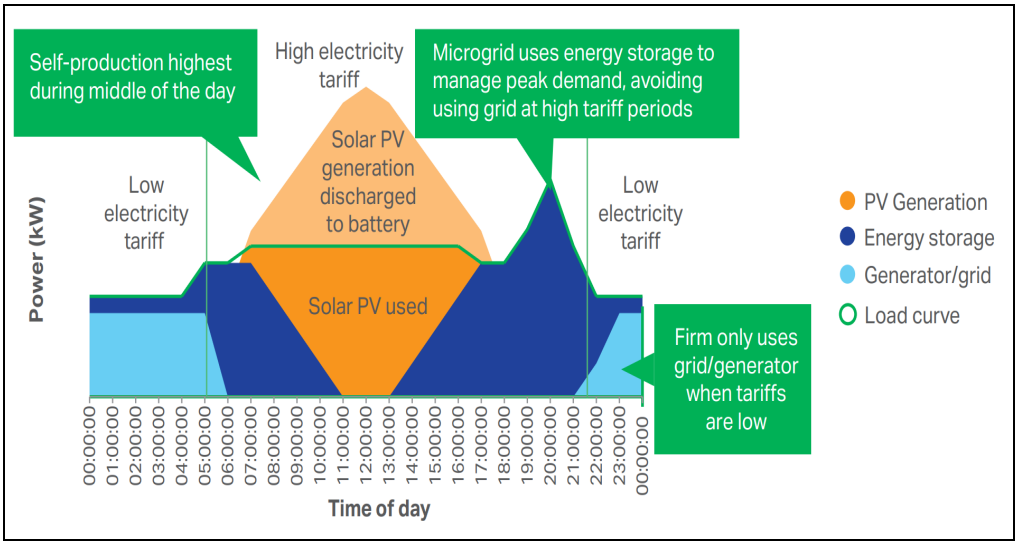 Self-production highest
during middle of the day
High electricity
tariff
Microgrid uses energy storage to
manage peak demand, avoiding
using grid at high tariff periods
Solar PV
generation
discharged
to battery
Low
electricity
tariff
Low
electricity
tariff
Solar PV used
Power (kW)
PV Generation
Energy storage
Generator/grid
Load curve
Firm only uses
grid/generator
when tariffs
are low
00:00:00
01:00:00
02:00:00
03:00:00
04:00:00
05:00:00
06:00:00
07:00:00
08:00:00
09:00:00
10:00:00
11:00:00
12:00:00
13:00:00
14:00:00
15:00:00
16:00:00
17:00:00
18:00:00
19:00:00
20:00:00
21:00:00
22:00:00
23:00:00
00:00:00
Time of day